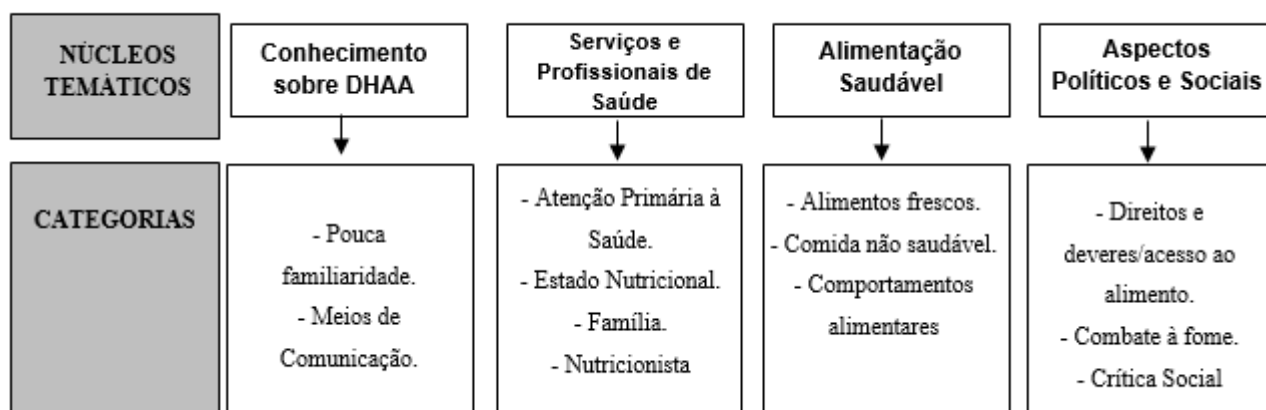 NÚCLEOS
TEMÁTICOS
Conhecimento
sobre DHAA
Serviços e
Profissionais de
Saúde
Alimentação
Saudável
Aspectos
Políticos e Sociais
CATEGORIAS
- Pouca
familiaridade.
- Meios de
Comunicação.
- Atenção Primária à
Saúde.
- Estado Nutricional.
- Família.
- Nutricionista
- Alimentos frescos.
- Comida não saudável.
- Comportamentos
alimentares
- Direitos e
deveres/acesso ao
alimento.
- Combate à fome.
- Crítica Social